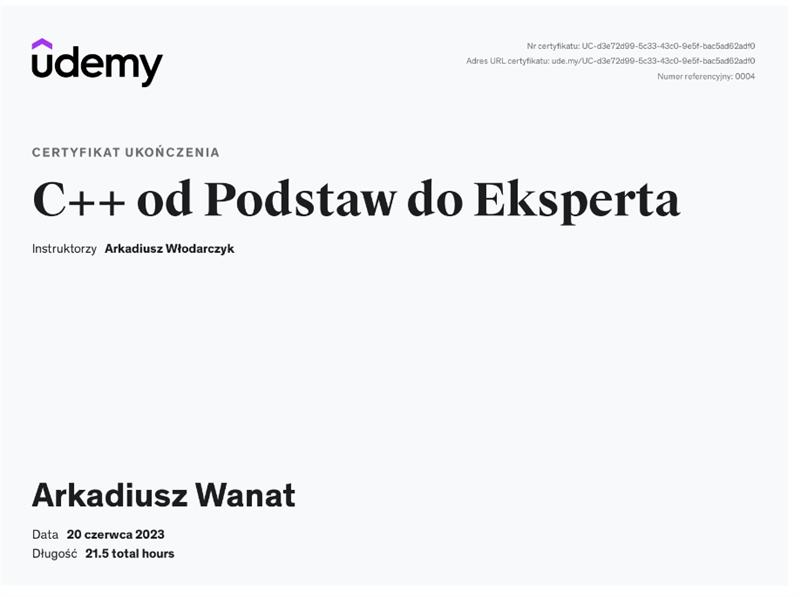 udemy
Nr certyfikatu: UC-d3e72d99-5c33-43c0-9e5f-bac5ad62adf0
Adres URL certyfikatu: ude.my/UC-d3e72d99-5c33-43c0-9e5f-bac5ad62adf0
Numer referencyjny: 0004
CERTYFIKAT UKOŃCZENIA
C++ od Podstaw do Eksperta
Instruktorzy Arkadiusz Włodarczyk
Arkadiusz Wanat
Data 20 czerwca 2023
Długość 21.5 total hours